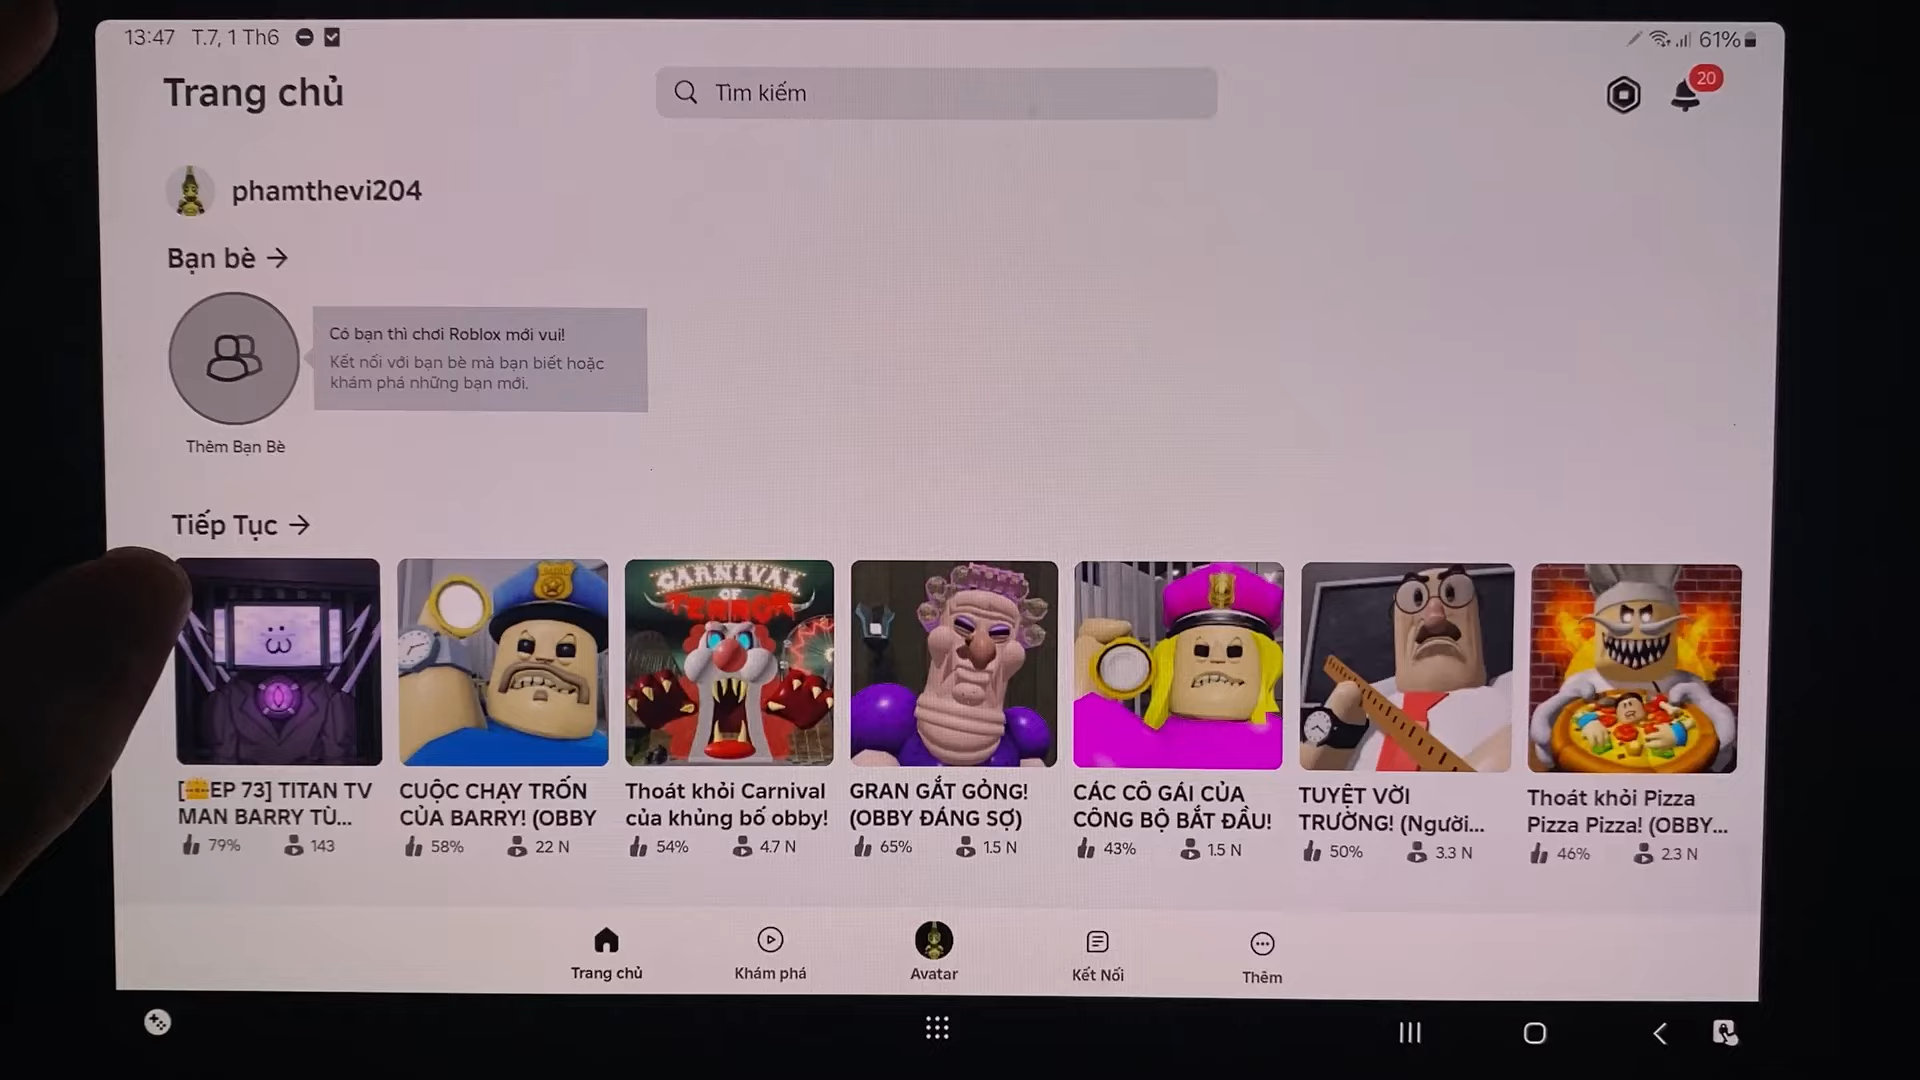 13:47 T.7, 1 Th6
61%
Trang chủ
Tìm kiếm
20
phamthevi204
Bạn bè →
Có bạn thì chơi Roblox mới vui!
Kết nối với bạn bè mà bạn biết hoặc
khám phá những bạn mới.
Thêm Bạn Bè
Tiếp Tục →
CARNIVAL
OF
TERROR
[EP 73] TITAN TV
MAN BARRY TÙ...
79% 143
CUỘC CHẠY TRỐN
CỦA BARRY! (OBBY
58% 22 N
Thoát khỏi Carnival
của khủng bố obby!
54% 4.7 N
GRAN GẮT GỎNG!
(OBBY ĐÁNG SỢ)
65% 1.5 N
CÁC CÔ GÁI CỦA
CÔNG BỘ BẮT ĐẦU!
43% 1.5 N
TUYỆT VỜI
TRƯỜNG! (Người...
50% 3.3 N
Thoát khỏi Pizza
Pizza Pizza! (OBBY...
46% 2.3 N
Trang chủ
Khám phá
Avatar
Kết Nối
Thêm